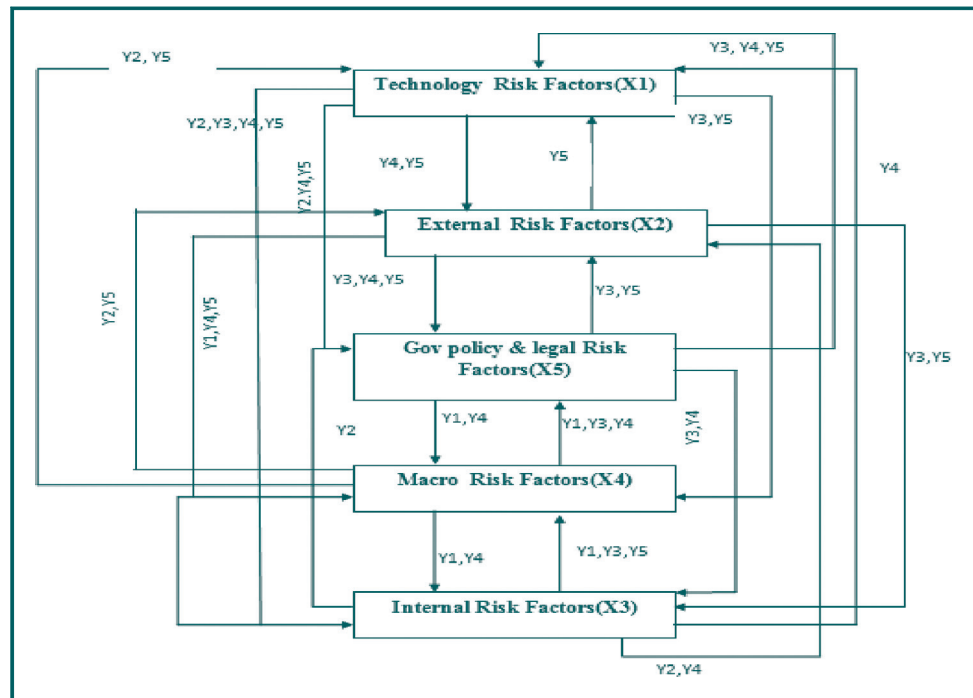 Y2, Y5
Y3, Y4,Y5
Technology Risk Factors(X1)
Y2,Y3,Y4,Y5
Y3,Y5
Y4,Y5
Y5
Y4
Y2.Y4,Y5
External Risk Factors(X2)
Y3,Y4,Y5
Y3,Y5
Y2,Y5
Y1,Y4,Y5
Gov policy & legal Risk
Factors(X5)
Y3,Y5
Y2
Y1,Y4
Y1,Y3,Y4
Y3,Y4
Macro Risk Factors(X4)
Y1,Y4
Y1,Y3,Y5
Internal Risk Factors(X3)
Y2,Y4